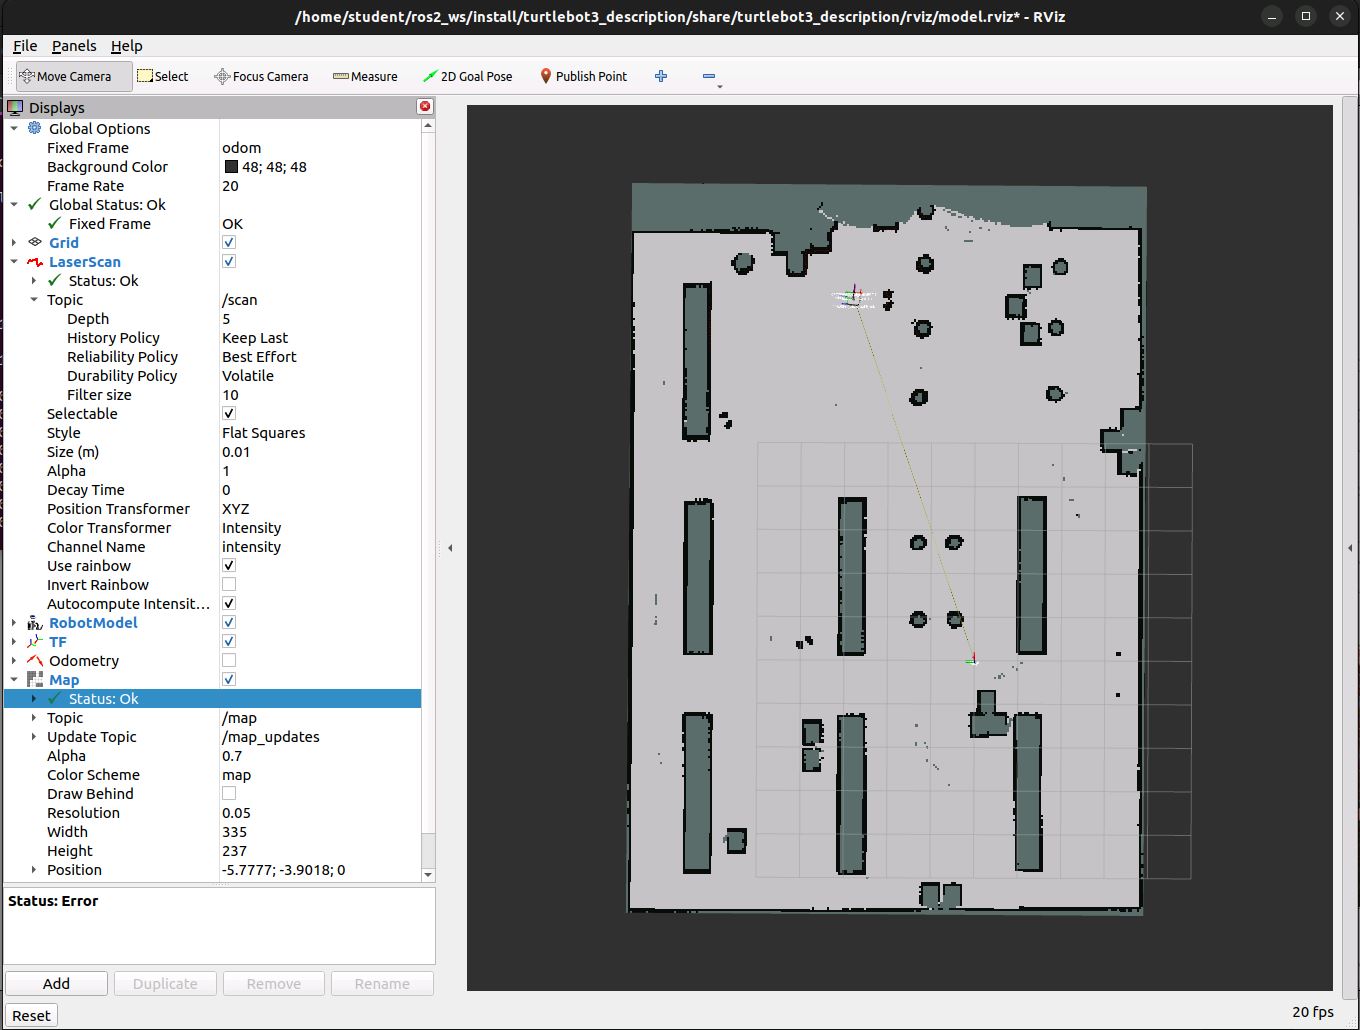 /home/student/ros2_ws/install/turtlebot3_description/share/turtlebot3_description/rviz/model.rviz* - RViz
File Panels Help
Move Camera Select Focus Camera Measure 2D Goal Pose Publish Point
Displays
Global Options
Fixed Frame odom
Background Color 48; 48; 48
Frame Rate 20
Global Status: Ok
Fixed Frame OK
Grid
LaserScan
Status: Ok
Topic /scan
Depth 5
History Policy Keep Last
Reliability Policy Best Effort
Durability Policy Volatile
Filter size 10
Selectable
Style Flat Squares
Size (m) 0.01
Alpha 1
Decay Time 0
Position Transformer XYZ
Color Transformer Intensity
Channel Name intensity
Use rainbow
Invert Rainbow
Autocompute Intensit...
RobotModel
TF
Odometry
Map
Status: Ok
Topic /map
Update Topic /map_updates
Alpha 0.7
Color Scheme map
Draw Behind
Resolution 0.05
Width 335
Height 237
Position -5.7777; -3.9018; 0
Status: Error
Add Duplicate Remove Rename
Reset 20 fps